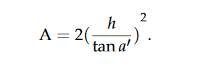 A = 2(h / tan a′)².